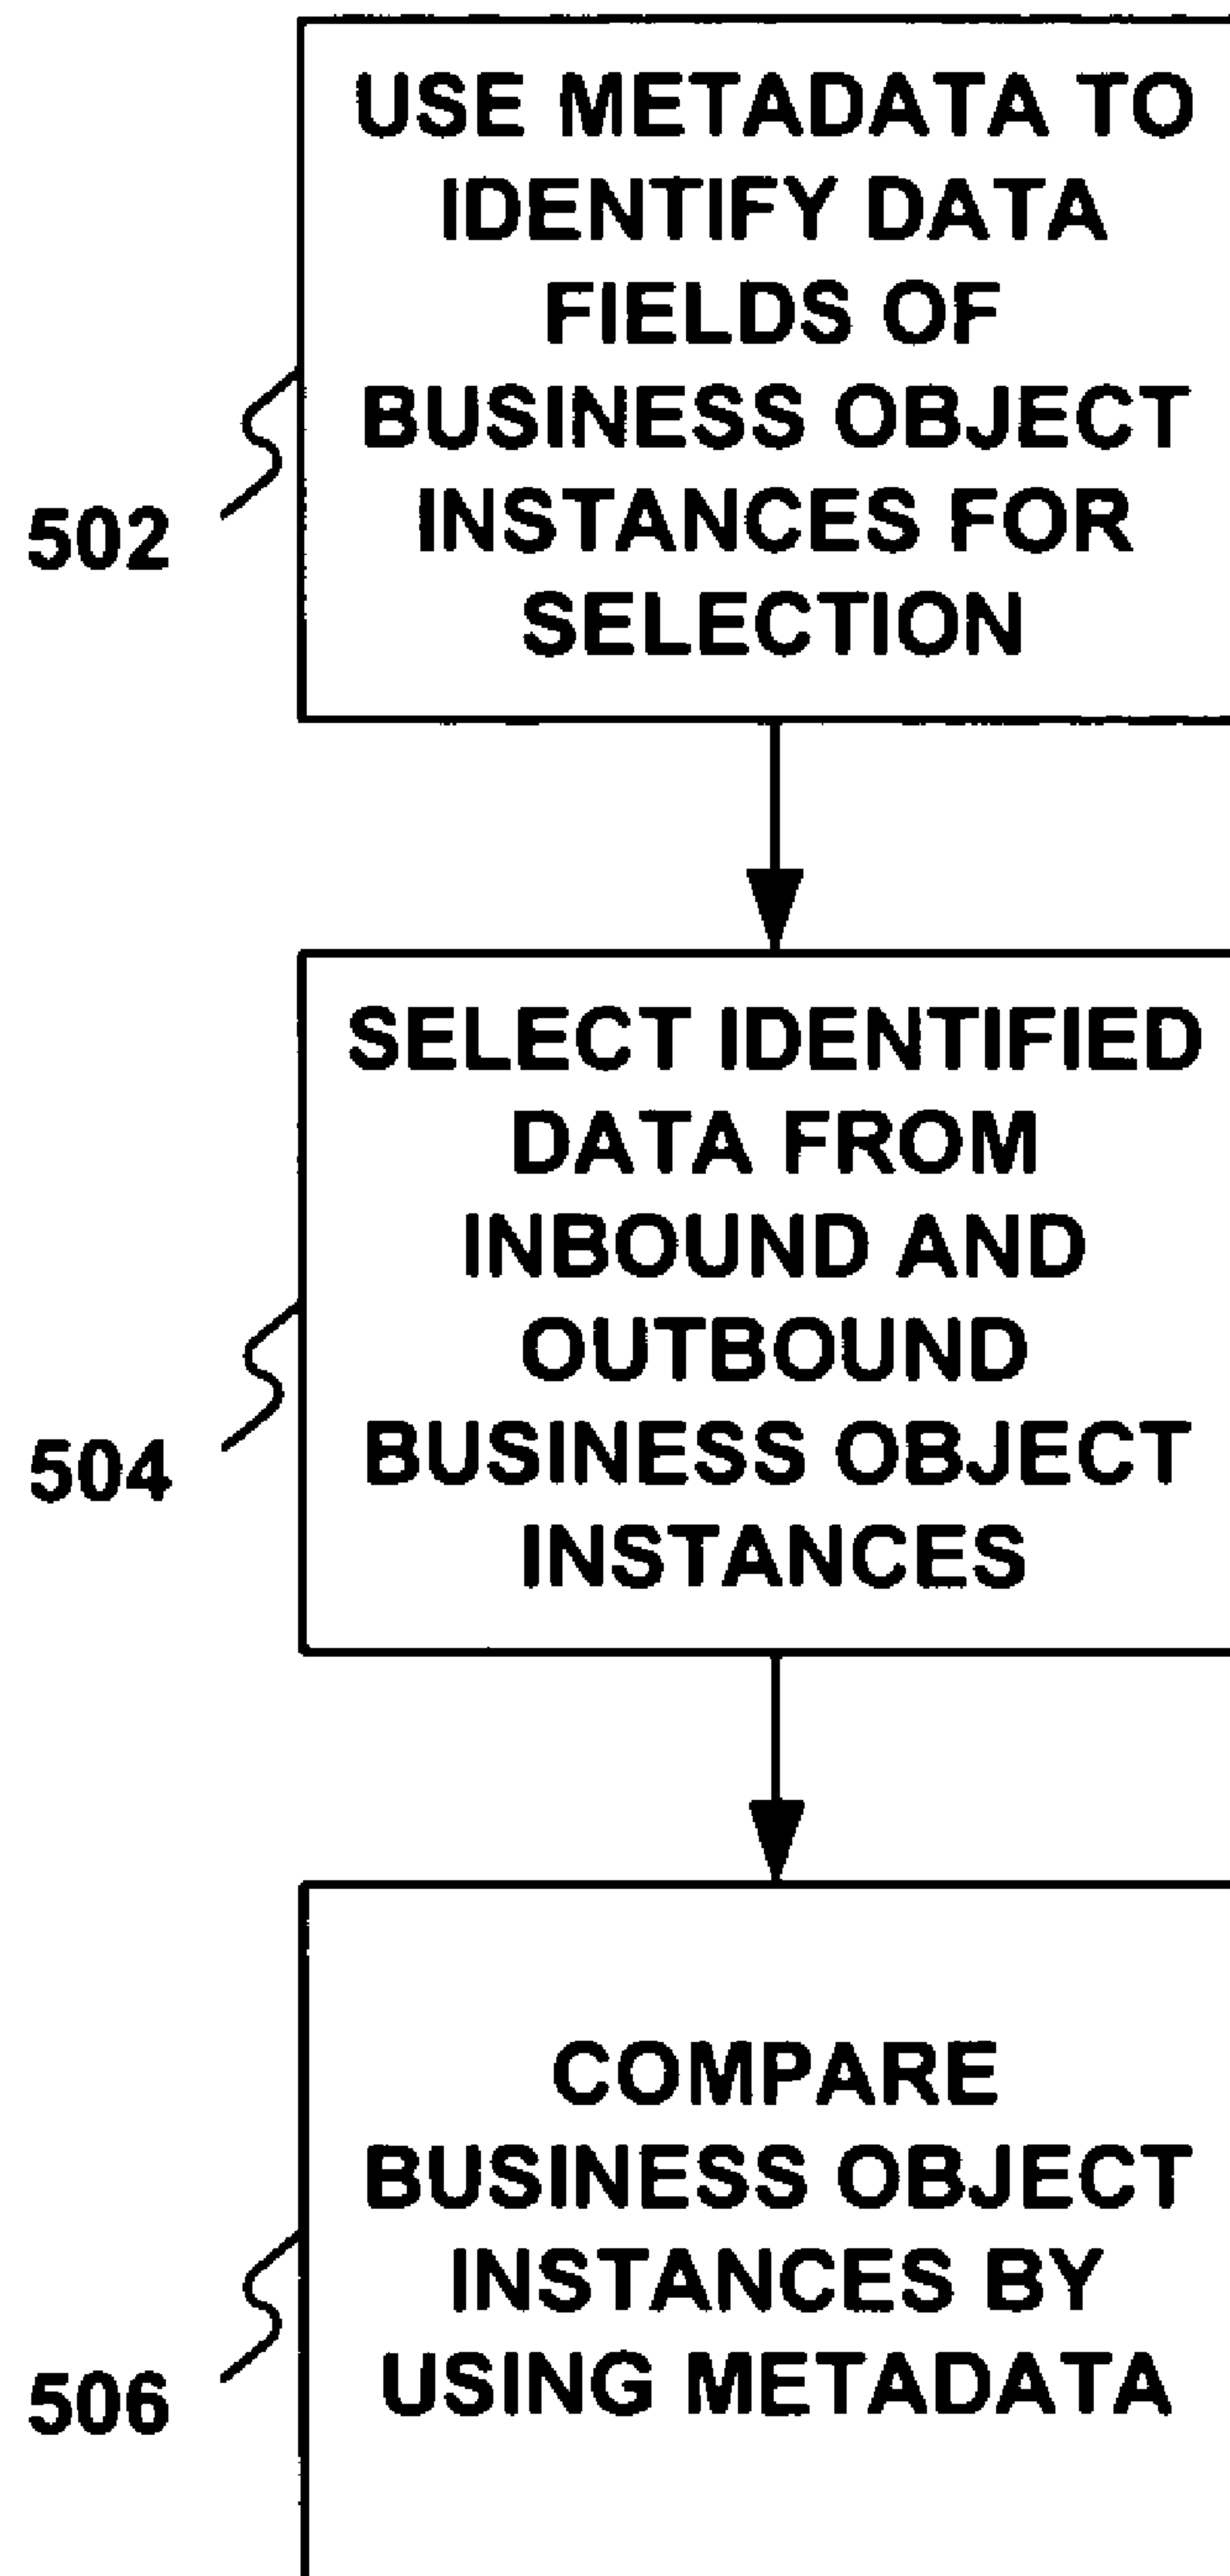 USE METADATA TO
IDENTIFY DATA
FIELDS OF
BUSINESS OBJECT
INSTANCES FOR
SELECTION
502
SELECT IDENTIFIED
DATA FROM
INBOUND AND
OUTBOUND
BUSINESS OBJECT
INSTANCES
504
COMPARE
BUSINESS OBJECT
INSTANCES BY
USING METADATA
506